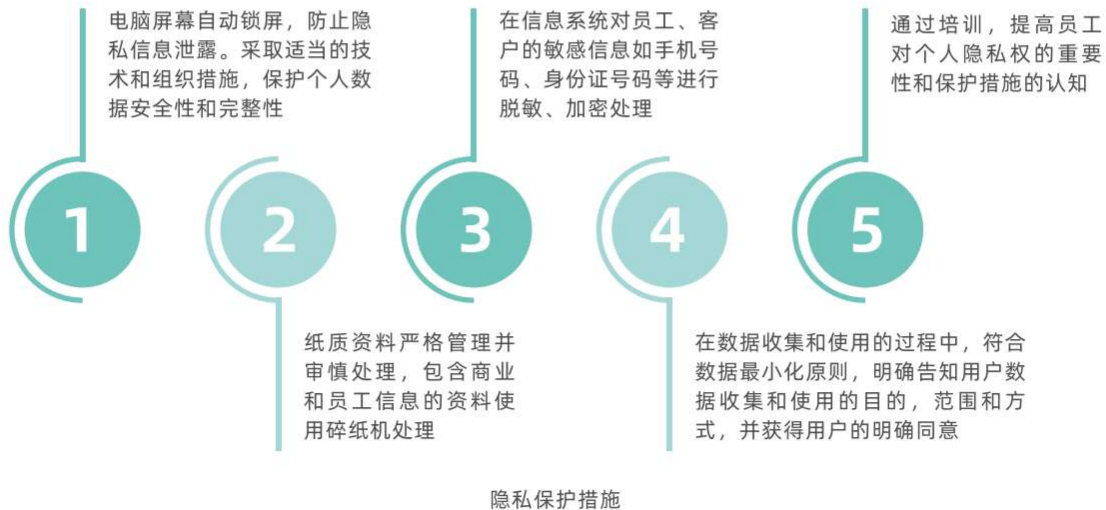 电脑屏幕自动锁屏，防止隐
私信息泄露。采取适当的技
术和组织措施，保护个人数
据安全性和完整性
在信息系统对员工、客
户的敏感信息如手机号
码、身份证号码等进行
脱敏、加密处理
通过培训，提高员工
对个人隐私权的重要
性和保护措施的认知
1
2
3
4
5
纸质资料严格管理并
审慎处理，包含商业
和员工信息的资料使
用碎纸机处理
在数据收集和使用的过程中，符合
数据最小化原则，明确告知用户数
据收集和使用的目的，范围和方
式，并获得用户的明确同意
隐私保护措施